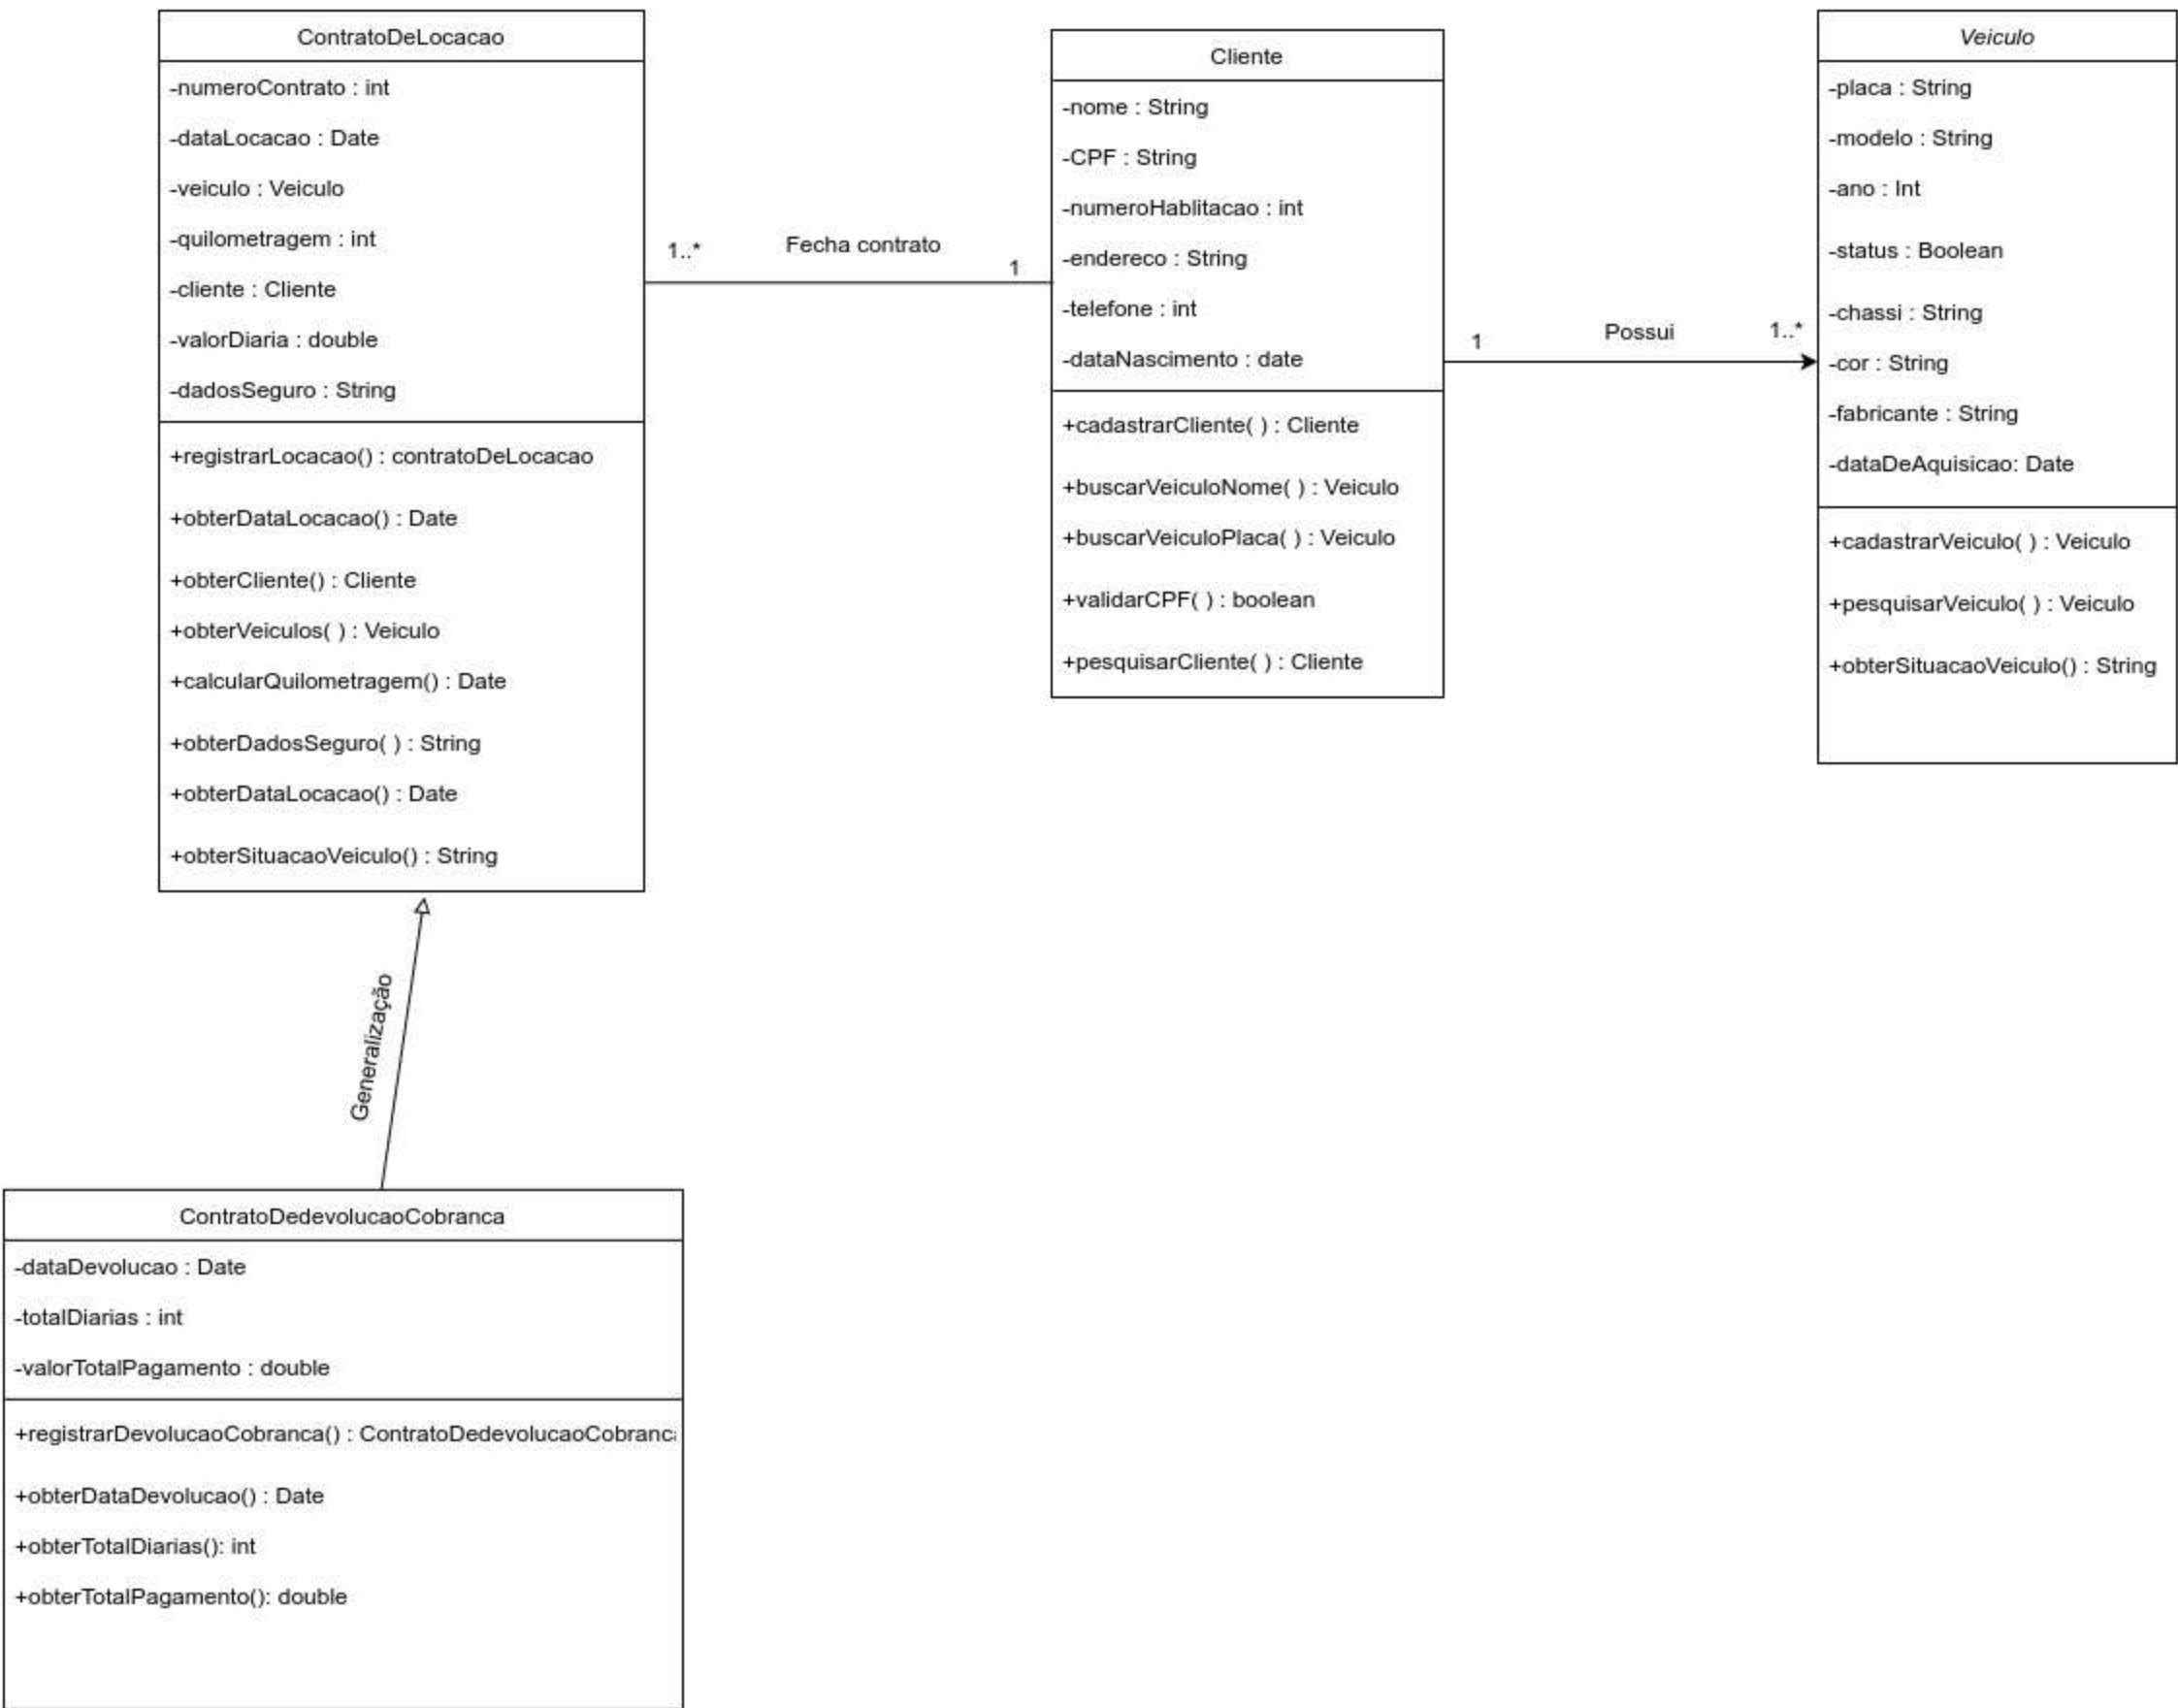 ContratoDeLocacao
-numeroContrato : int
-dataLocacao : Date
-veiculo : Veiculo
-quilometragem : int
-cliente : Cliente
-valorDiaria : double
-dadosSeguro : String
+registrarLocacao() : contratoDeLocacao
+obterDataLocacao() : Date
+obterCliente() : Cliente
+obterVeiculos( ) : Veiculo
+calcularQuilometragem() : Date
+obterDadosSeguro( ) : String
+obterDataLocacao() : Date
+obterSituacaoVeiculo() : String
1..*
Fecha contrato
1
Cliente
-nome : String
-CPF : String
-numeroHablitacao : int
-endereco : String
-telefone : int
-dataNascimento : date
+cadastrarCliente( ) : Cliente
+buscarVeiculoNome( ) : Veiculo
+buscarVeiculoPlaca( ) : Veiculo
+validarCPF( ) : boolean
+pesquisarCliente( ) : Cliente
1
Possui
1..*
Veiculo
-placa : String
-modelo : String
-ano : Int
-status : Boolean
-chassi : String
-cor : String
-fabricante : String
-dataDeAquisicao: Date
+cadastrarVeiculo( ) : Veiculo
+pesquisarVeiculo( ) : Veiculo
+obterSituacaoVeiculo() : String
Generalização
ContratoDedevolucaoCobranca
-dataDevolucao : Date
-totalDiarias : int
-valorTotalPagamento : double
+registrarDevolucaoCobranca() : ContratoDedevolucaoCobranc
+obterDataDevolucao() : Date
+obterTotalDiarias(): int
+obterTotalPagamento(): double